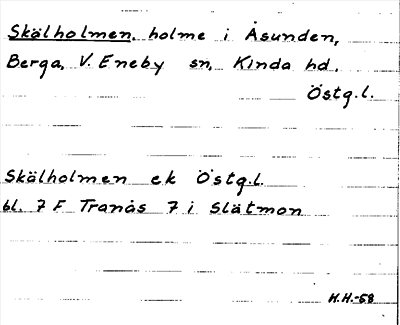 Skälholmen, holme i Åsunden,
Berga, V. Eneby sn, Kinda hd.
Östg.l.
Skälholmen ek Östg.l.
bl. 7 F Tranås 7 i Slätmon
H.H.-58